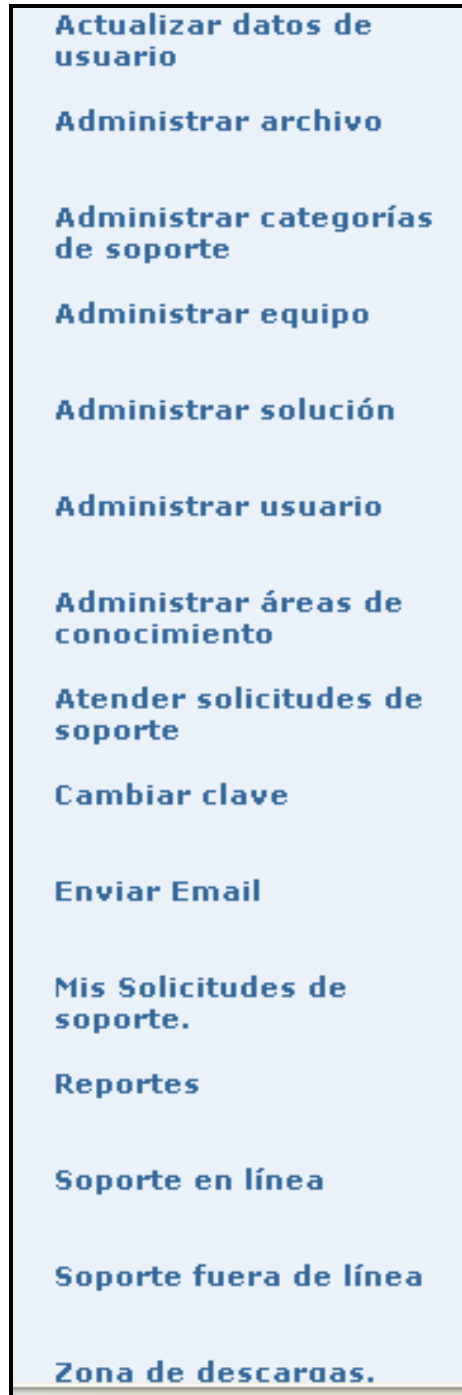 Actualizar datos de
usuario
Administrar archivo
Administrar categorías
de soporte
Administrar equipo
Administrar solución
Administrar usuario
Administrar áreas de
conocimiento
Atender solicitudes de
soporte
Cambiar clave
Enviar Email
Mis Solicitudes de
soporte.
Reportes
Soporte en línea
Soporte fuera de línea
Zona de descargas.